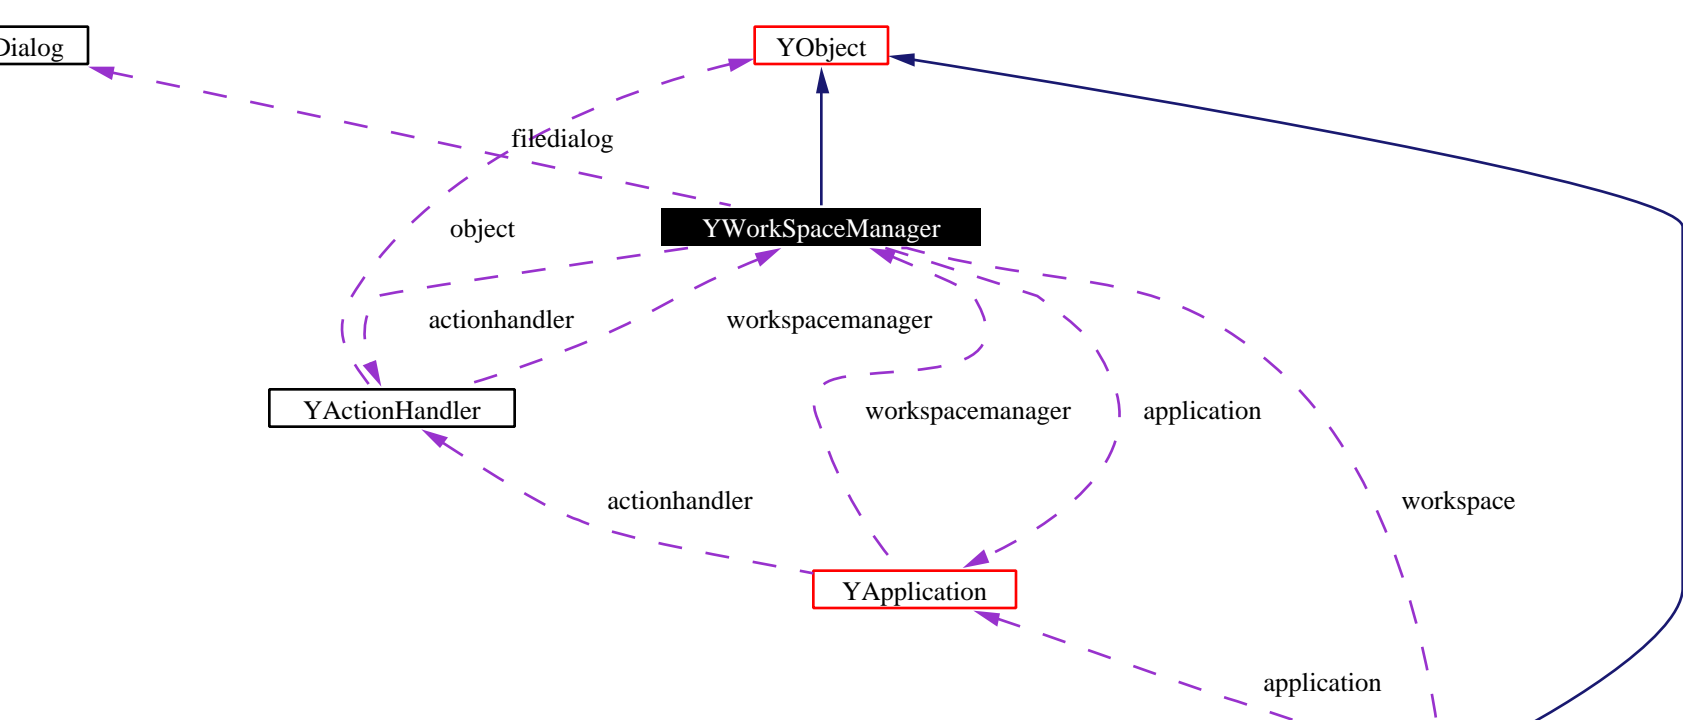 Dialog
YObject
filedialog
YWorkSpaceManager
object
actionhandler
workspacemanager
YActionHandler
workspacemanager
application
actionhandler
workspace
YApplication
application